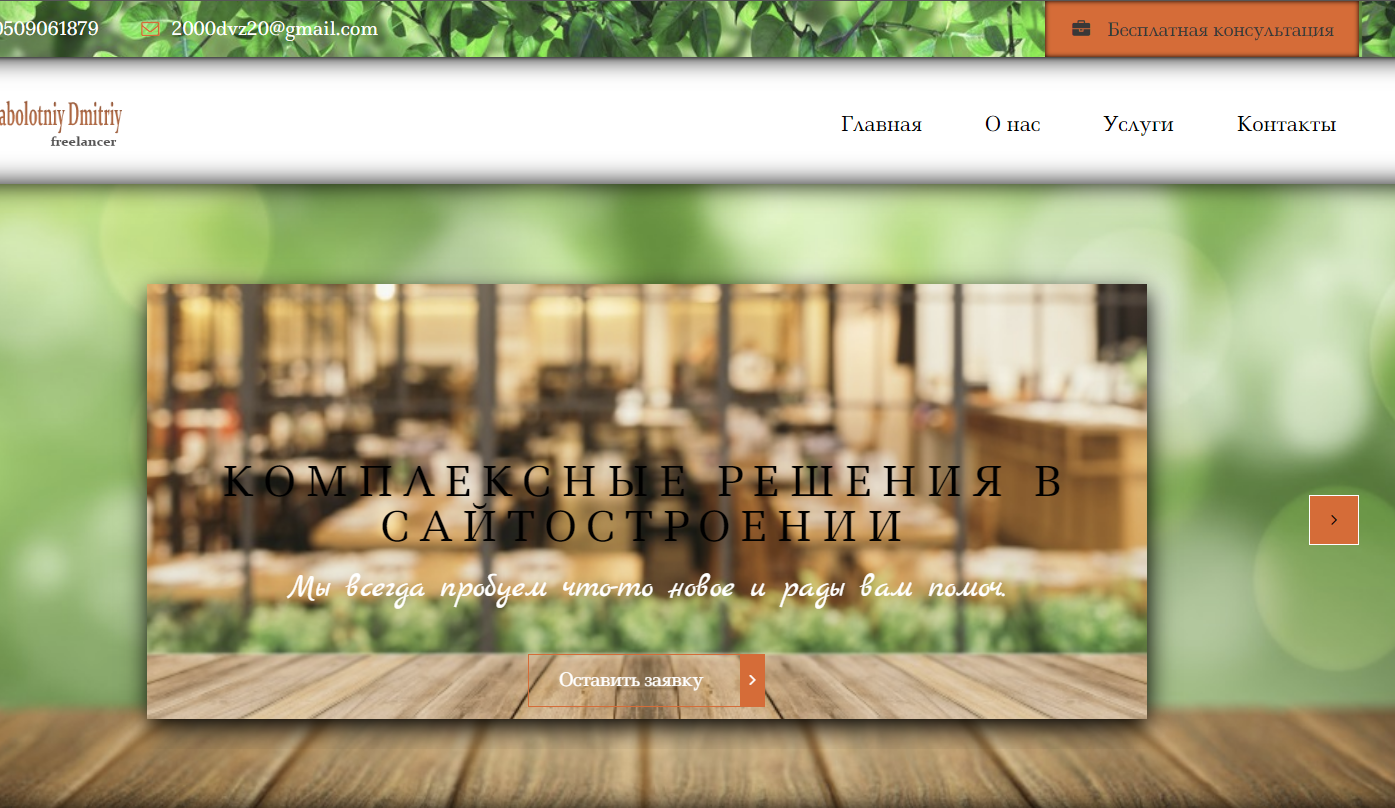 0509061879
2000dvz20@gmail.com
Бесплатная консультация
abolotniy Dmitriy
freelancer
Главная
О нас
Услуги
Контакты
КОМПЛЕКСНЫЕ РЕШЕНИЯ В
САЙТОСТРОЕНИИ
Мы всегда пробуем что-то новое и рады вам помоч.
Оставить заявку